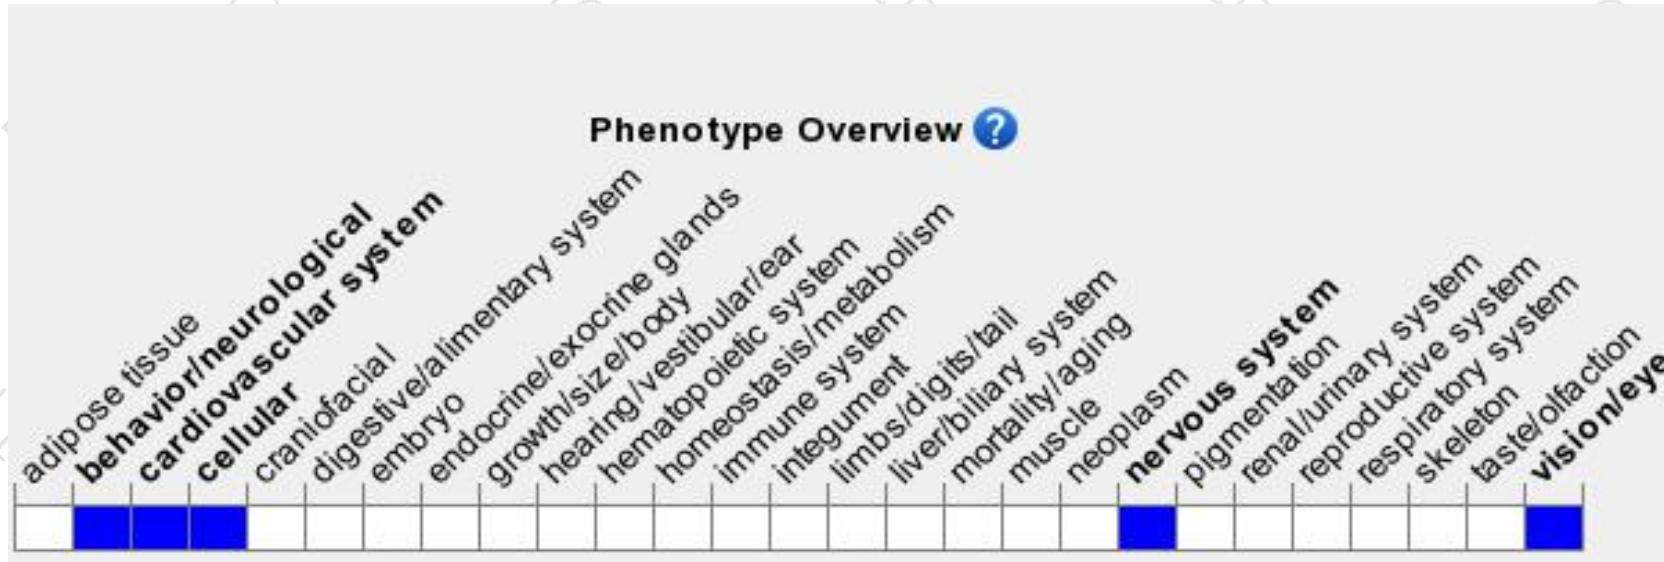 Phenotype Overview ?
adipose tissue
behavior/neurological
cardiovascular system
cellular
craniofacial
digestive/alimentary system
embryo
endocrine/exocrine glands
growth/size/body
hearing/vestibular/ear
hematopoietic system
homeostasis/metabolism
immune system
integument
limbs/digits/tail
liver/biliary system
mortality/aging
muscle
neoplasm
nervous system
pigmentation
renal/urinary system
reproductive system
respiratory system
skeleton
taste/olfaction
vision/eye